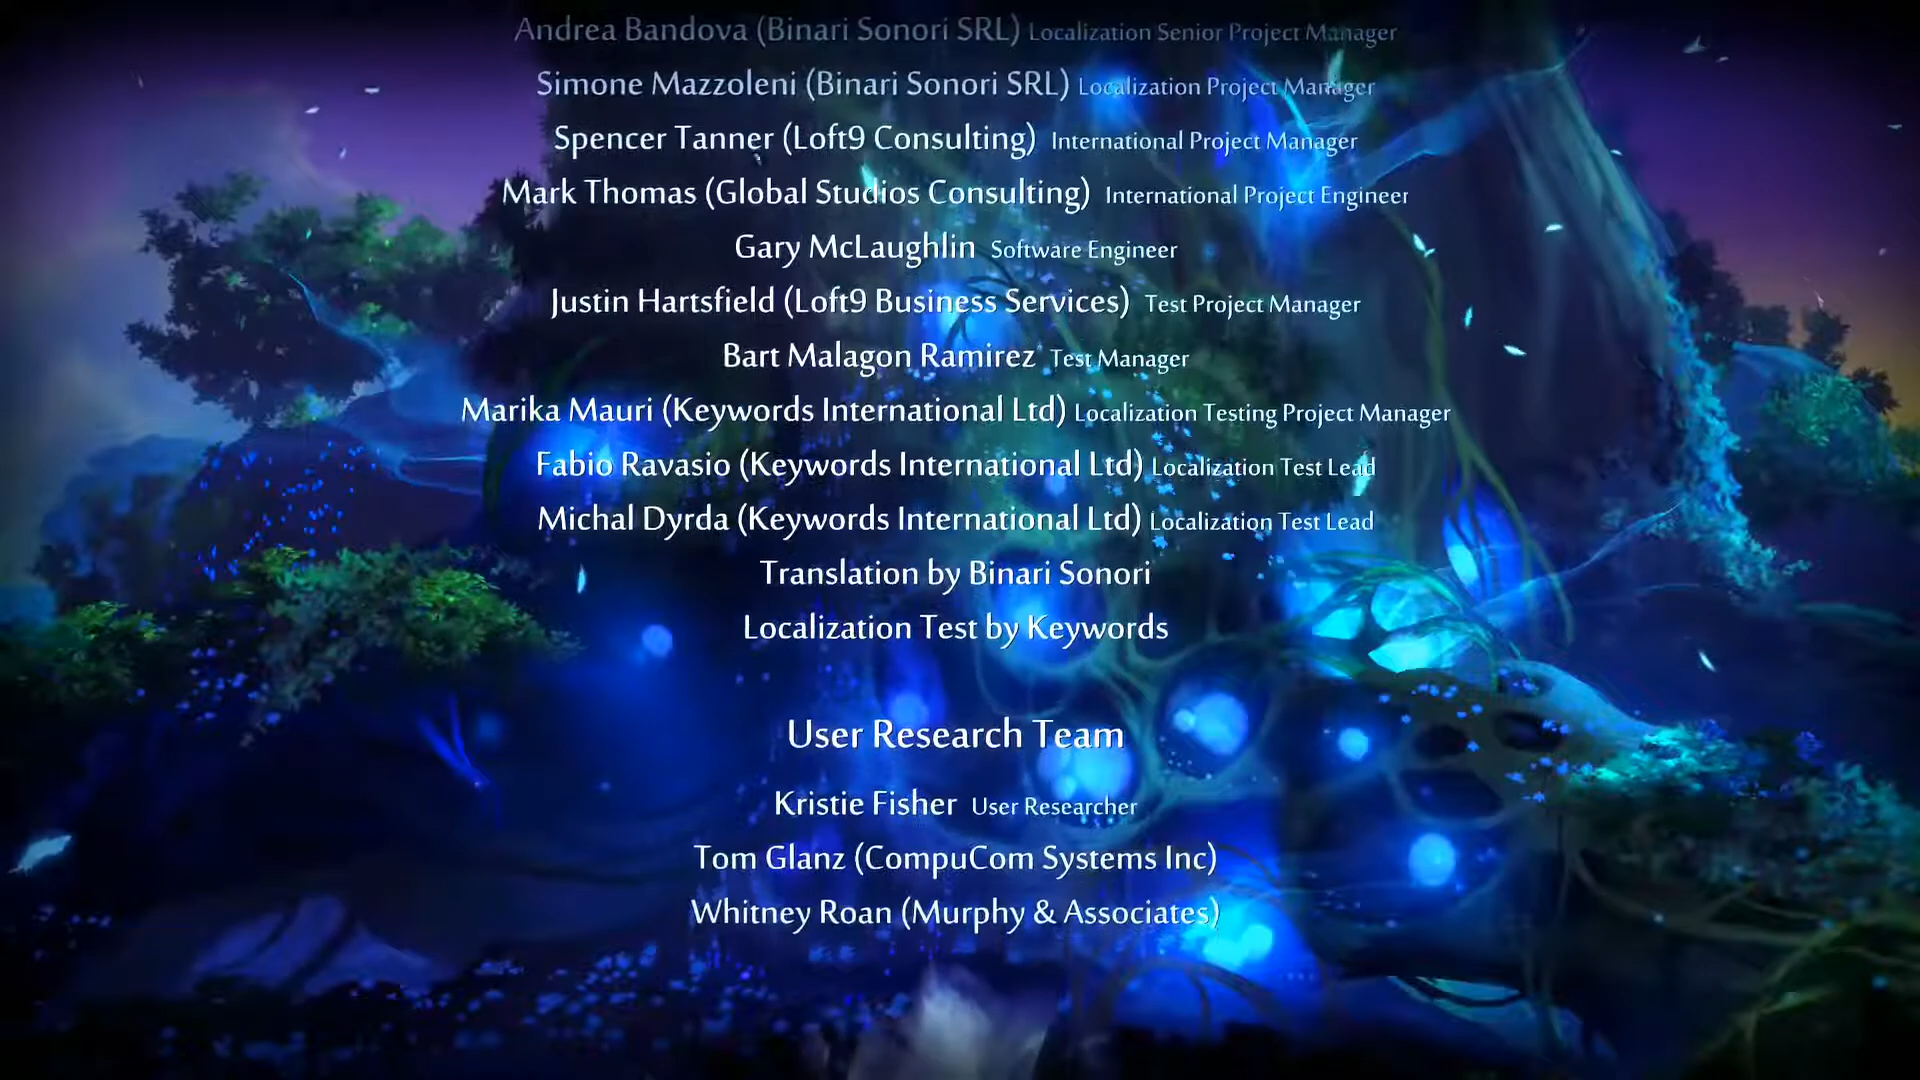 Andrea Bandova (Binari Sonori SRL) Localization Senior Project Manager
Simone Mazzoleni (Binari Sonori SRL) Localization Project Manager
Spencer Tanner (Loft9 Consulting) International Project Manager
Mark Thomas (Global Studios Consulting) International Project Engineer
Gary McLaughlin Software Engineer
Justin Hartsfield (Loft9 Business Services) Test Project Manager
Bart Malagon Ramirez Test Manager
Marika Mauri (Keywords International Ltd) Localization Testing Project Manager
Fabio Ravasio (Keywords International Ltd) Localization Test Lead
Michal Dyrda (Keywords International Ltd) Localization Test Lead
Translation by Binari Sonori
Localization Test by Keywords
User Research Team
Kristie Fisher User Researcher
Tom Glanz (CompuCom Systems Inc)
Whitney Roan (Murphy & Associates)